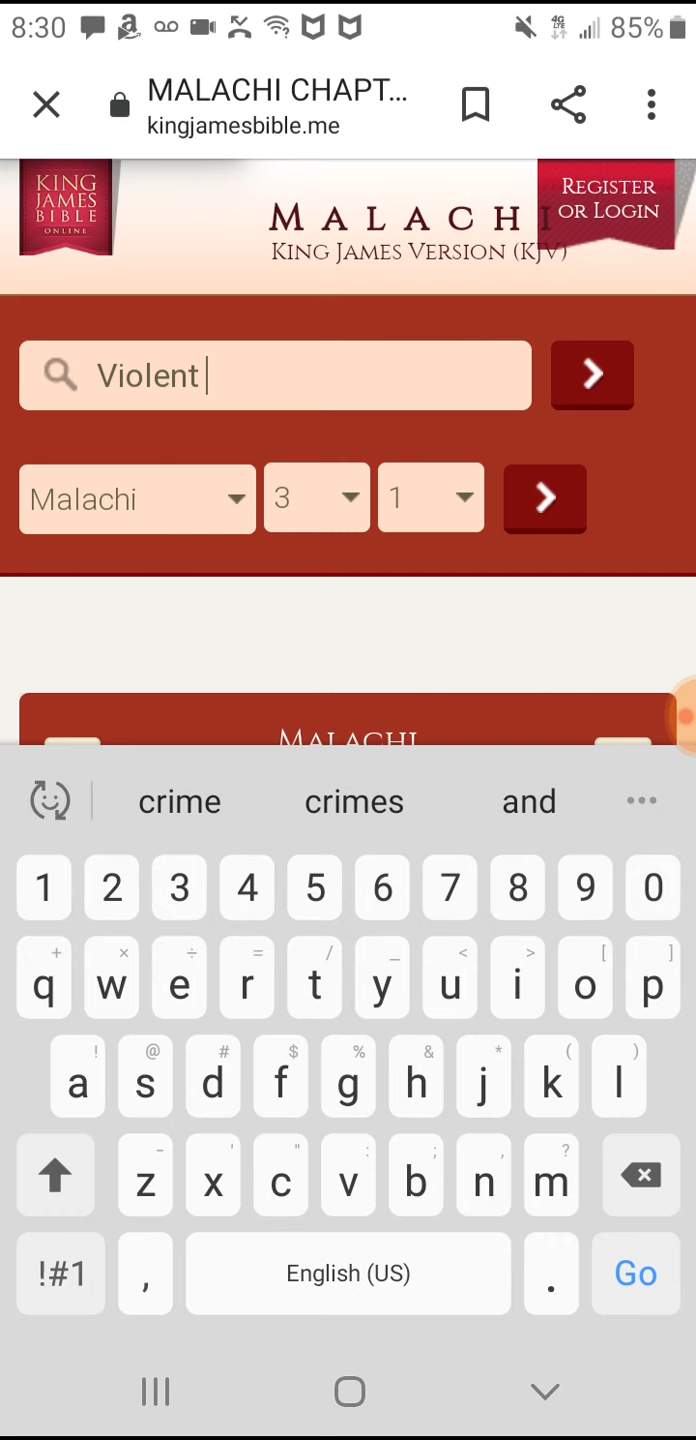 8:30
4G
LTE
85%
MALACHI CHAPT...
kingjamesbible.me
KING
JAMES
BIBLE
ONLINE
MALACHI
KING JAMES VERSION (KJV)
REGISTER
OR LOGIN
Violent
Malachi 3 1
MALACHI
crime crimes and ...
1 2 3 4 5 6 7 8 9 0
+ × ÷ = / _ < > [ ]
q w e r t y u i o p
! @ # $ % & * ( )
a s d f g h j k l
- ' " : ; , ?
z x c v b n m
!#1 , English (US) . Go